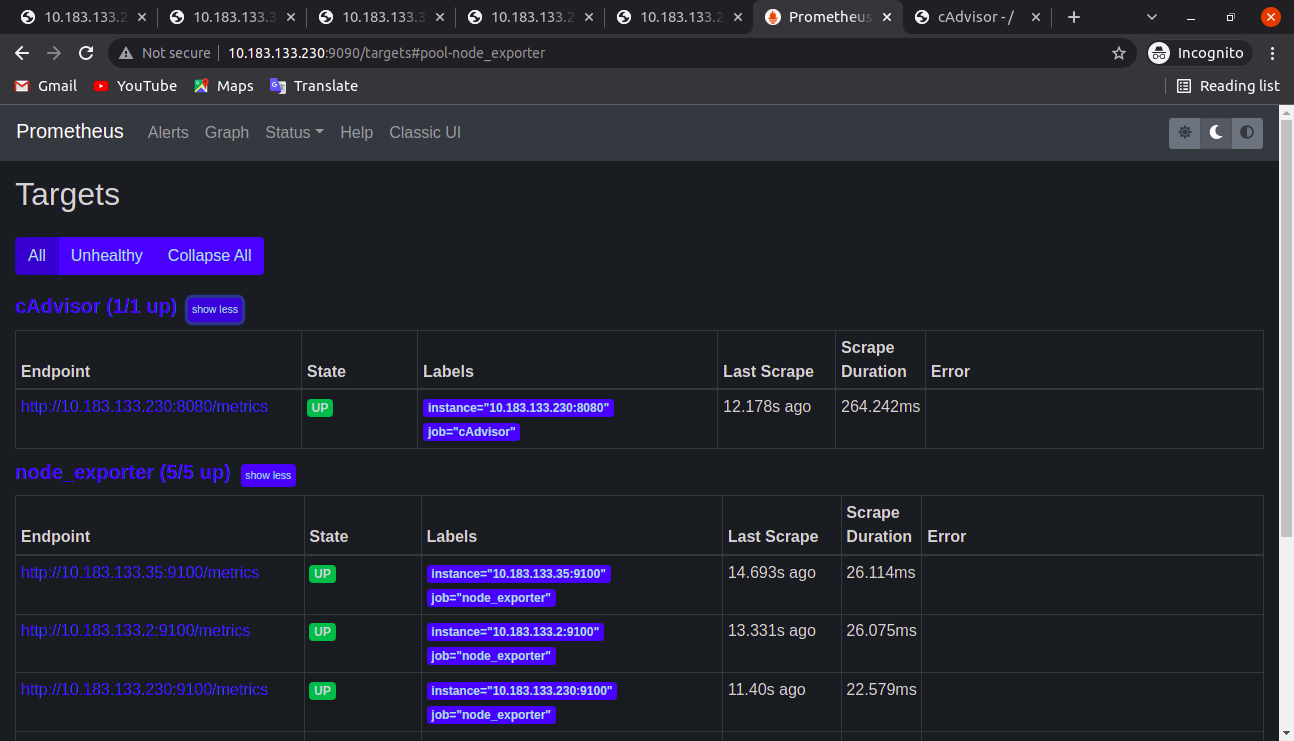 10.183.133.2 10.183.133.3 10.183.133.3 10.183.133.2 10.183.133.2 Prometheus cAdvisor - /
Not secure 10.183.133.230:9090/targets#pool-node_exporter Incognito
Gmail YouTube Maps Translate Reading list
Prometheus Alerts Graph Status Help Classic UI
Targets
All Unhealthy Collapse All
cAdvisor (1/1 up) show less
Endpoint State Labels Last Scrape Scrape Duration Error
http://10.183.133.230:8080/metrics UP instance="10.183.133.230:8080" 12.178s ago 264.242ms
job="cAdvisor"
node_exporter (5/5 up) show less
Endpoint State Labels Last Scrape Scrape Duration Error
http://10.183.133.35:9100/metrics UP instance="10.183.133.35:9100" 14.693s ago 26.114ms
job="node_exporter"
http://10.183.133.2:9100/metrics UP instance="10.183.133.2:9100" 13.331s ago 26.075ms
job="node_exporter"
http://10.183.133.230:9100/metrics UP instance="10.183.133.230:9100" 11.40s ago 22.579ms
job="node_exporter"